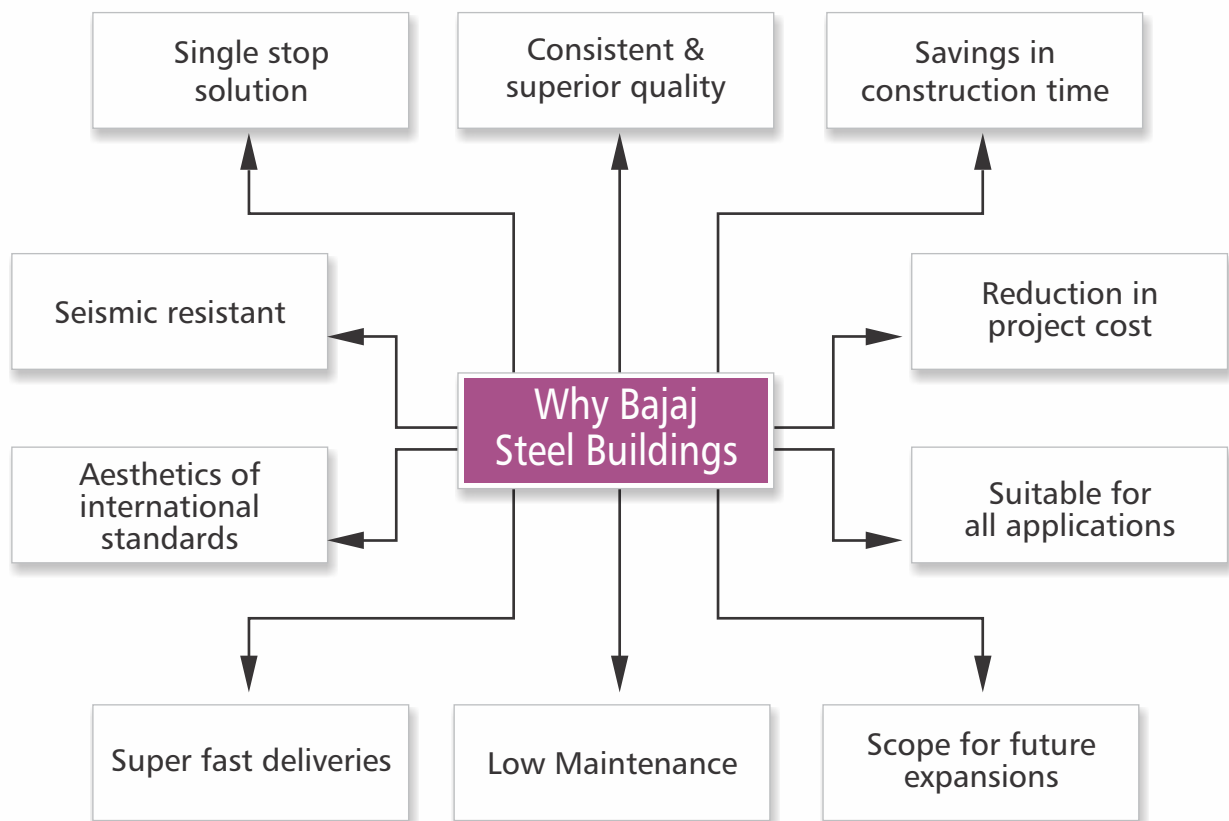 Single stop
solution
Consistent &
superior quality
Savings in
construction time
Seismic resistant
Reduction in
project cost
Why Bajaj
Steel Buildings
Aesthetics of
international
standards
Suitable for
all applications
Super fast deliveries
Low Maintenance
Scope for future
expansions